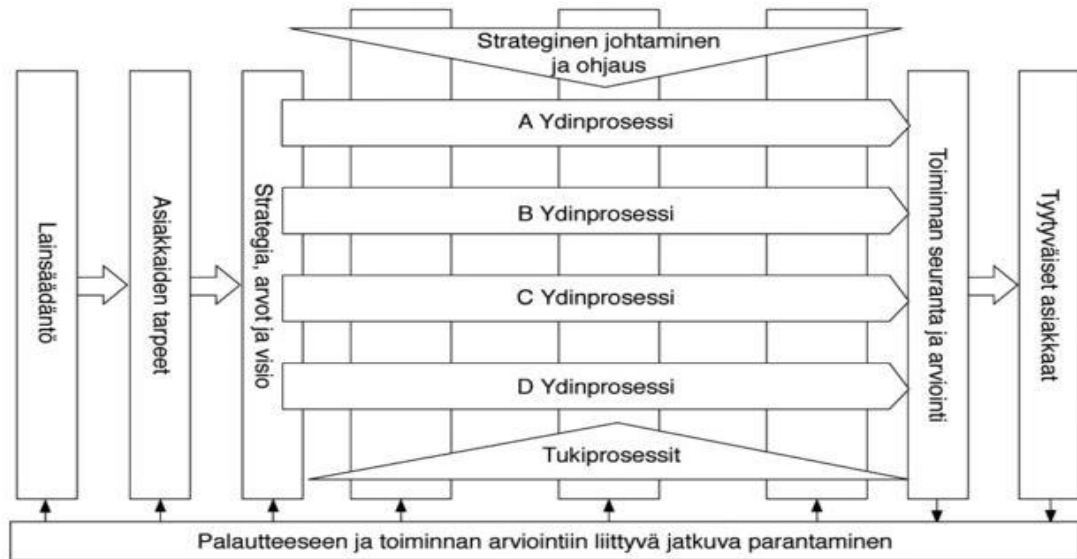 Strateginen johtaminen
ja ohjaus
Lainsäädäntö
Asiakkaiden tarpeet
Strategia, arvot ja visio
A Ydinprosessi
B Ydinprosessi
C Ydinprosessi
D Ydinprosessi
Tukiprosessit
Toiminnan seuranta ja arviointi
Tyytyväiset asiakkaat
Palautteeseen ja toiminnan arviointiin liittyvä jatkuva parantaminen